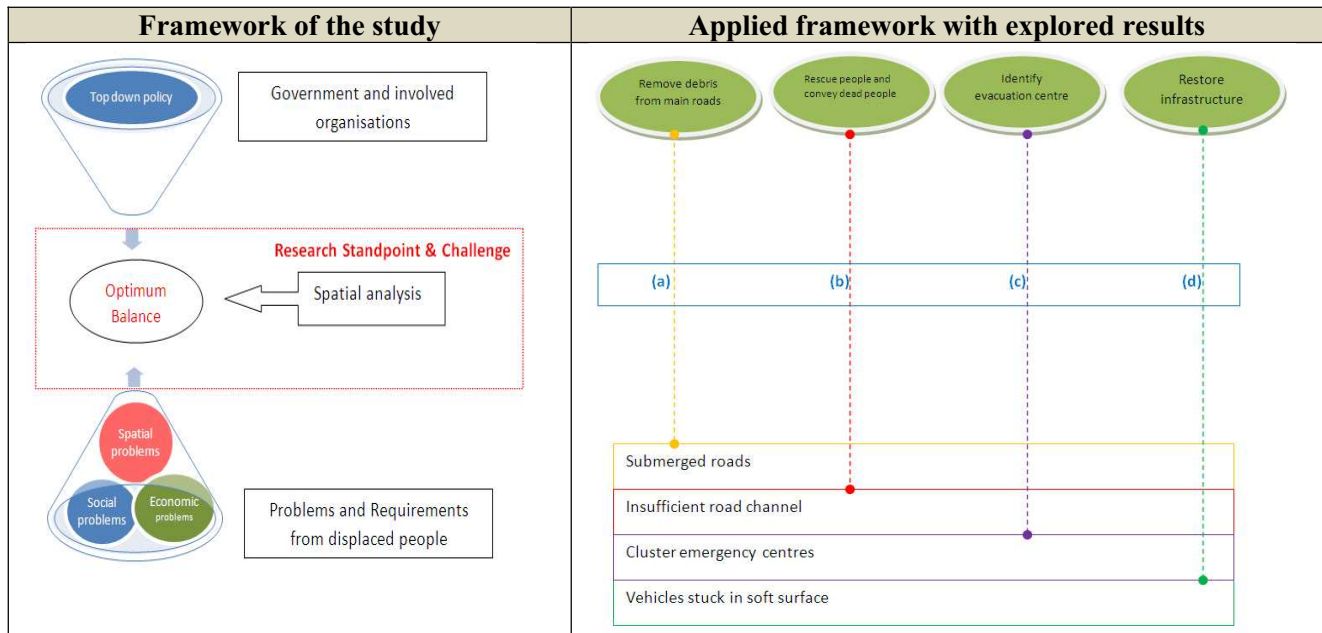 Framework of the study
Applied framework with explored results
Top down policy
Government and involved
organisations
Research Standpoint & Challenge
Optimum
Balance
Spatial analysis
Spatial
problems
Social
problems
Economic
problems
Problems and Requirements
from displaced people
Remove debris
from main roads
Rescue people and
convey dead people
Identify
evacuation centre
Restore
infrastructure
(a)
(b)
(c)
(d)
Submerged roads
Insufficient road channel
Cluster emergency centres
Vehicles stuck in soft surface